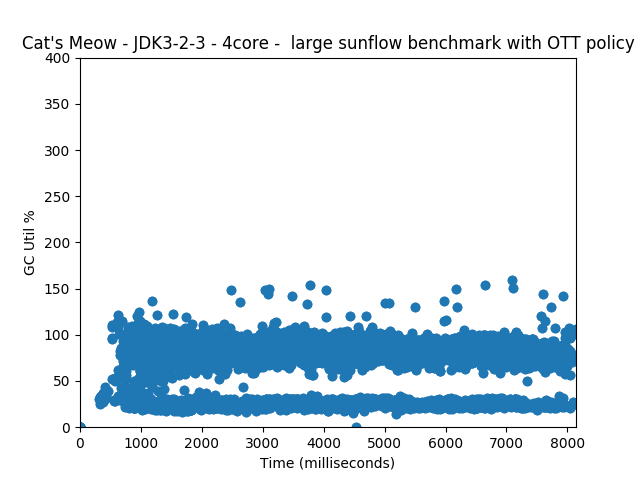 Cat's Meow - JDK3-2-3 - 4core -  large sunflow benchmark with OTT policy
400
350
300
250
200
150
100
50
0
GC Util %
0 1000 2000 3000 4000 5000 6000 7000 8000
Time (milliseconds)